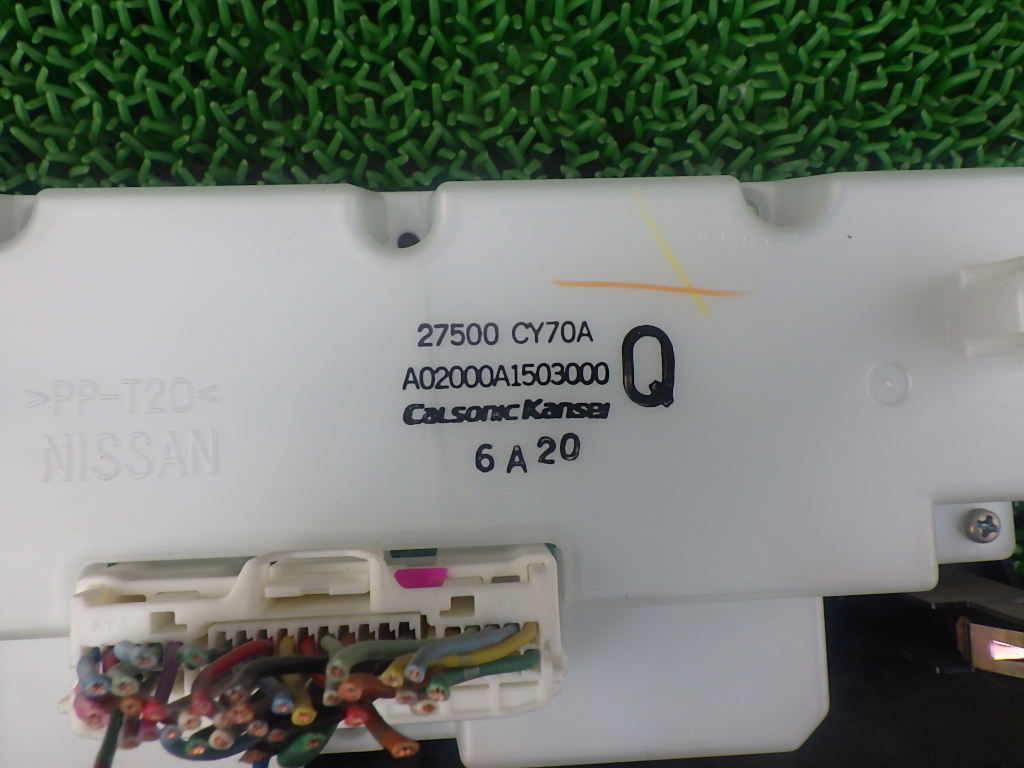 27500 CY70A
A02000A1503000 Q
Calsonic Kansei
6 A 20
>PP-T20<
NISSAN